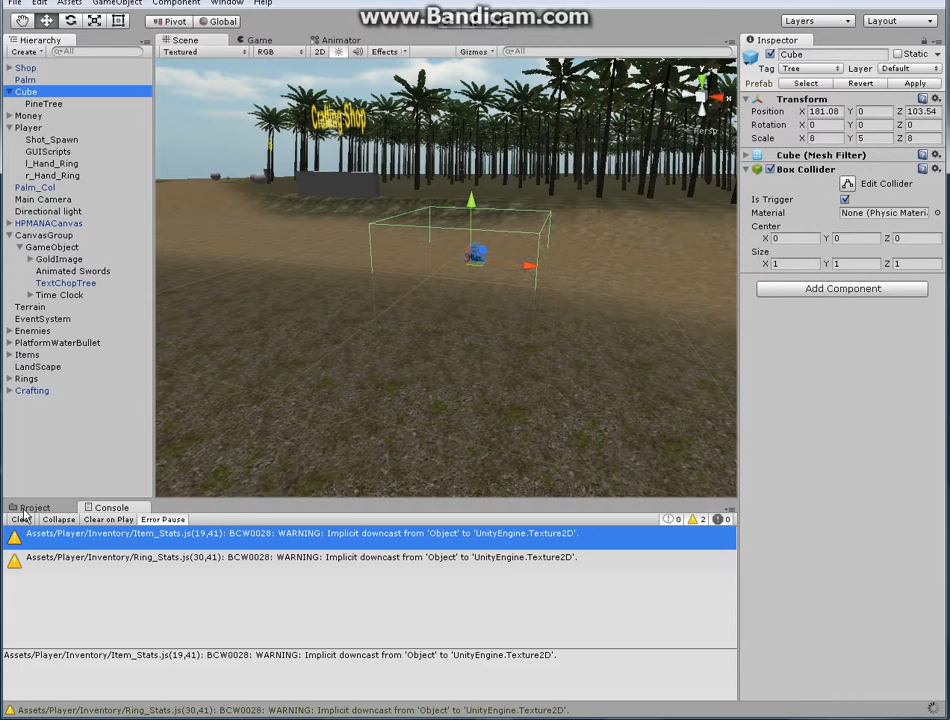 File Edit Assets GameObject Component Window Help
www.Bandicam.com
Pivot Global Layers Layout
Hierarchy Scene Game Animator Inspector
Create All Textured RGB 2D Effects Gizmos All
Shop
Palm
Cube
PineTree
Money
Player
Shot_Spawn
GUIScripts
l_Hand_Ring
r_Hand_Ring
Palm_Col
Main Camera
Directional light
HPMANACanvas
CanvasGroup
GameObject
GoldImage
Animated Swords
TextChopTree
Time Clock
Terrain
EventSystem
Enemies
PlatformWaterBullet
Items
LandScape
Rings
Crafting
Crafting Shop
y
x
Persp
Cube Static
Tag Tree Layer Default
Prefab Select Revert Apply
Transform
Position X 181.08 Y 0 Z 103.54
Rotation X 0 Y 0 Z 0
Scale X 8 Y 5 Z 8
Cube (Mesh Filter)
Box Collider
Edit Collider
Is Trigger
Material None (Physic Materi
Center
X 0 Y 0 Z 0
Size
X 1 Y 1 Z 1
Add Component
Project Console
Clear Collapse Clear on Play Error Pause 0 2 0
Assets/Player/Inventory/Item_Stats.js(19,41): BCW0028: WARNING: Implicit downcast from 'Object' to 'UnityEngine.Texture2D'.
Assets/Player/Inventory/Ring_Stats.js(30,41): BCW0028: WARNING: Implicit downcast from 'Object' to 'UnityEngine.Texture2D'.
Assets/Player/Inventory/Item_Stats.js(19,41): BCW0028: WARNING: Implicit downcast from 'Object' to 'UnityEngine.Texture2D'.
Assets/Player/Inventory/Ring_Stats.js(30,41): BCW0028: WARNING: Implicit downcast from 'Object' to 'UnityEngine.Texture2D'.